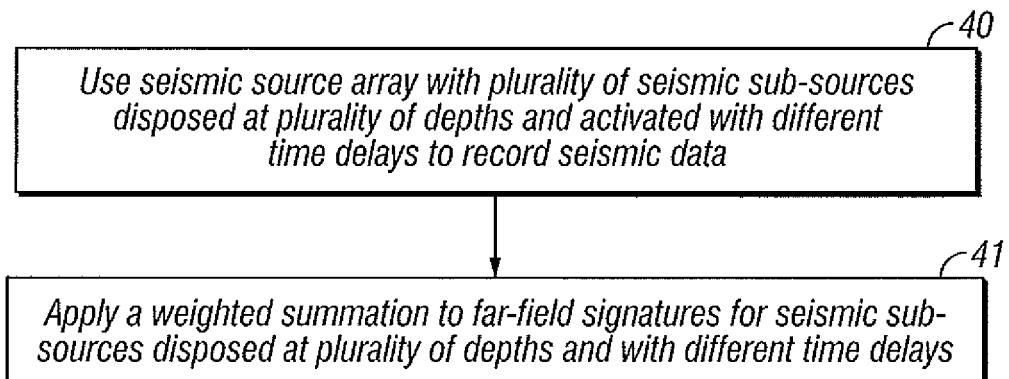 40
Use seismic source array with plurality of seismic sub-sources
disposed at plurality of depths and activated with different
time delays to record seismic data
41
Apply a weighted summation to far-field signatures for seismic sub-
sources disposed at plurality of depths and with different time delays